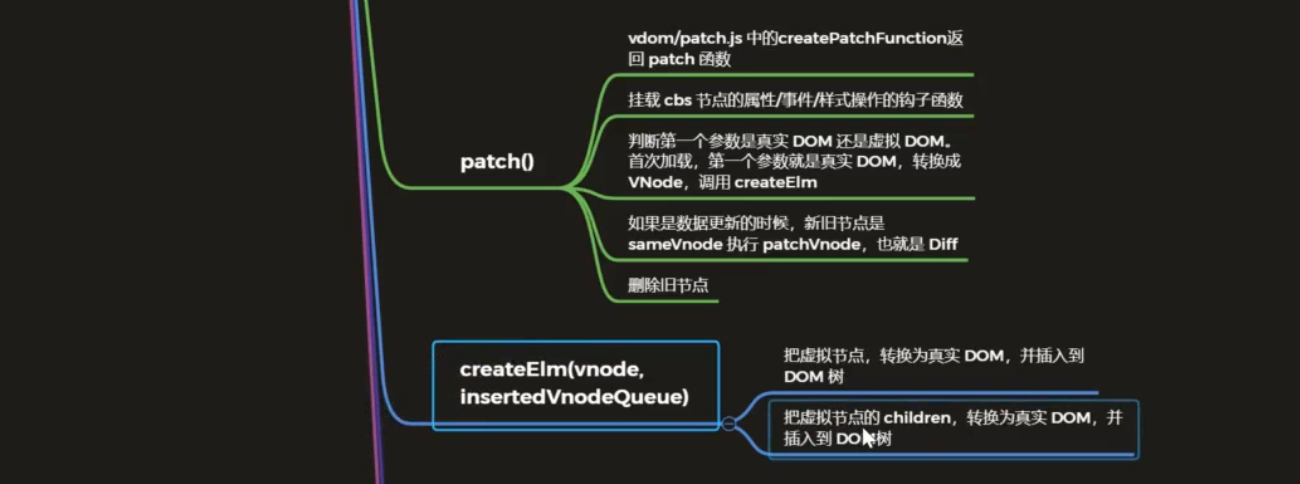 vdom/patch.js 中的createPatchFunction返
回 patch 函数
挂载 cbs 节点的属性/事件/样式操作的钩子函数
判断第一个参数是真实 DOM 还是虚拟 DOM。
首次加载，第一个参数就是真实 DOM，转换成
VNode，调用 createElm
patch()
如果是数据更新的时候，新旧节点是
sameVnode 执行 patchVnode，也就是 Diff
删除旧节点
createElm(vnode,
insertedVnodeQueue)
把虚拟节点，转换为真实 DOM，并插入到
DOM 树
把虚拟节点的 children，转换为真实 DOM，并
插入到 DOM树